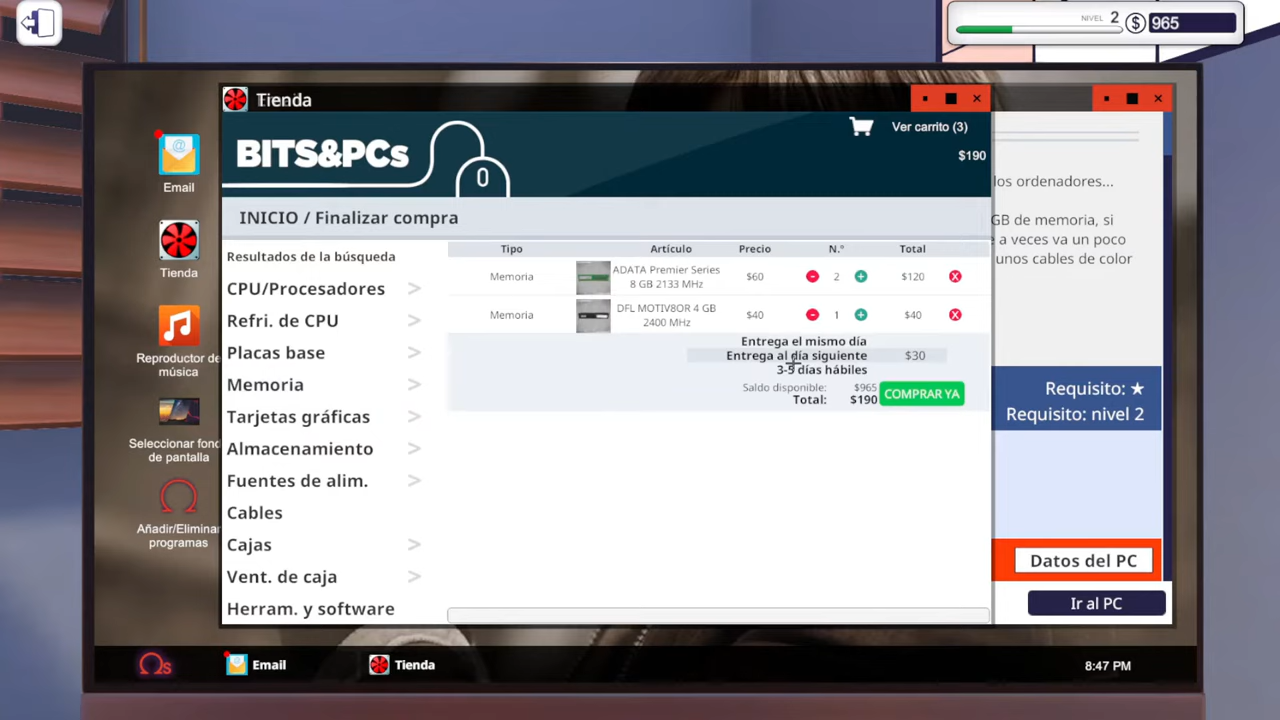 NIVEL 2 $ 965
Tienda
BITS&PCs
Ver carrito (3)
$190
INICIO / Finalizar compra
Resultados de la búsqueda
CPU/Procesadores >
Refri. de CPU >
Placas base >
Memoria >
Tarjetas gráficas >
Almacenamiento >
Fuentes de alim. >
Cables
Cajas >
Vent. de caja >
Herram. y software
Tipo Artículo Precio N.º Total
Memoria ADATA Premier Series $60 2 $120
8 GB 2133 MHz
Memoria DFL MOTIV8OR 4 GB $40 1 $40
2400 MHz
Entrega el mismo día
Entrega al día siguiente $30
3-5 días hábiles
Saldo disponible: $965
Total: $190
COMPRAR YA
los ordenadores...
GB de memoria, si
e a veces va un poco
unos cables de color
Requisito: ★
Requisito: nivel 2
Datos del PC
Ir al PC
Email
Tienda
Reproductor de
música
Seleccionar fond
de pantalla
Añadir/Eliminar
programas
Ωs
Email
Tienda
8:47 PM